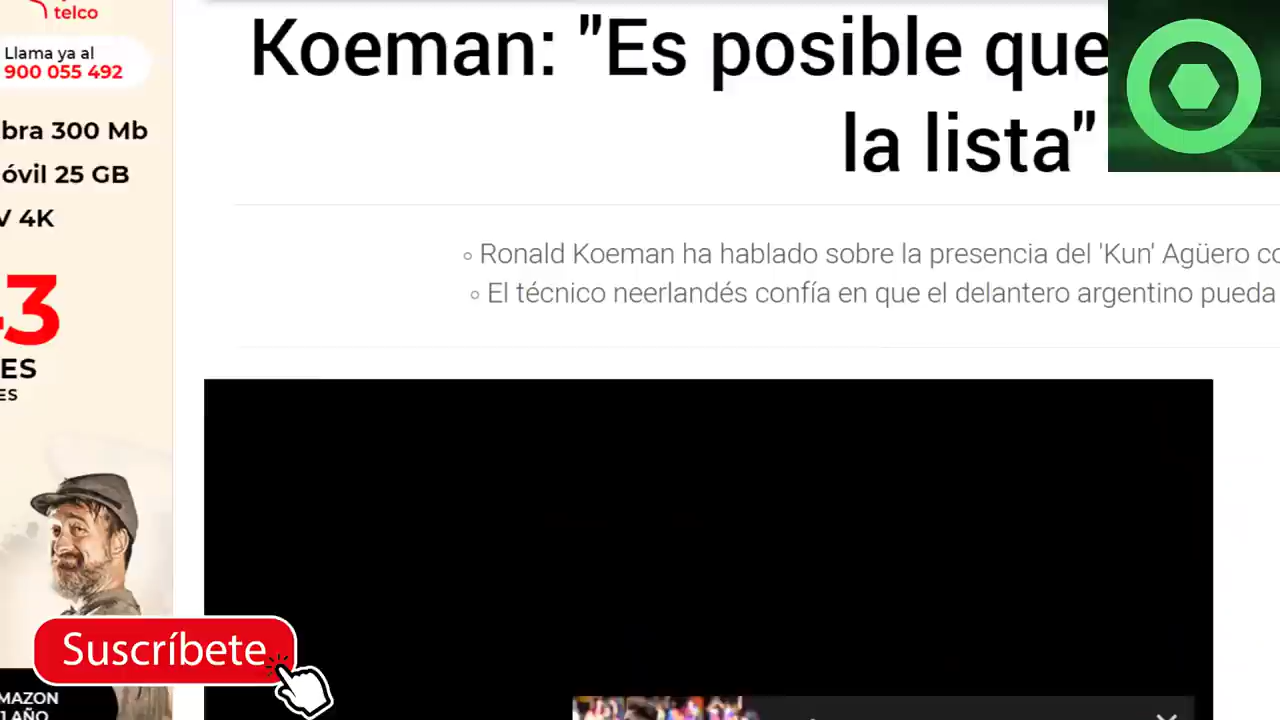 telco
Llama ya al
900 055 492
bra 300 Mb
óvil 25 GB
V 4K
3
ES
ES
Koeman: "Es posible que
la lista"
Ronald Koeman ha hablado sobre la presencia del 'Kun' Agüero co
El técnico neerlandés confía en que el delantero argentino pueda
Suscríbete
MAZON
1 AÑO